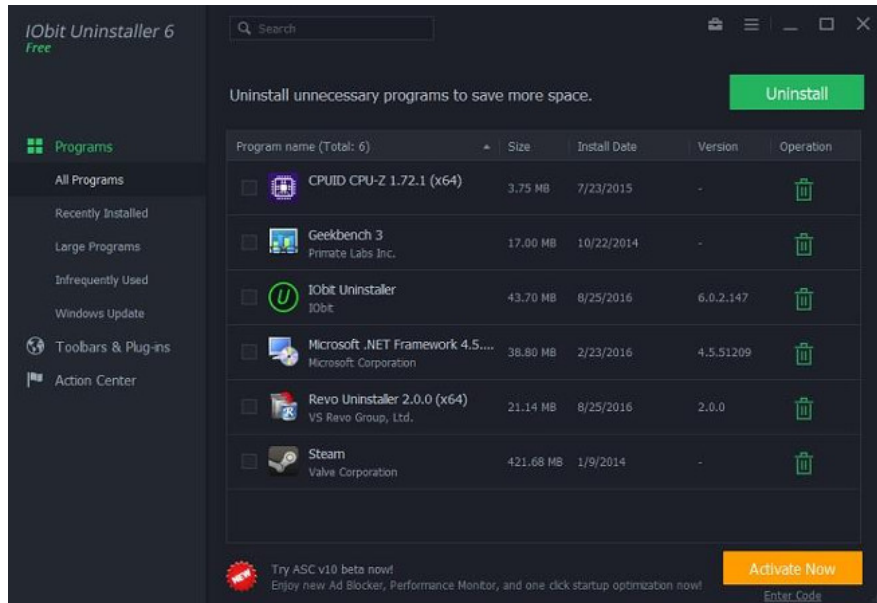 IObit Uninstaller 6
Free
Search
Uninstall unnecessary programs to save more space.
Uninstall
Programs
All Programs
Recently Installed
Large Programs
Infrequently Used
Windows Update
Toolbars & Plug-ins
Action Center
Program name (Total: 6) Size Install Date Version Operation
CPUID CPU-Z 1.72.1 (x64) 3.75 MB 7/23/2015 -
Geekbench 3
Primate Labs Inc. 17.00 MB 10/22/2014 -
IObit Uninstaller
IObit 43.70 MB 8/25/2016 6.0.2.147
Microsoft .NET Framework 4.5....
Microsoft Corporation 38.80 MB 2/23/2016 4.5.51209
Revo Uninstaller 2.0.0 (x64)
VS Revo Group, Ltd. 21.14 MB 8/25/2016 2.0.0
Steam
Valve Corporation 421.68 MB 1/9/2014 -
NEW
Try ASC v10 beta now!
Enjoy new Ad Blocker, Performance Monitor, and one click startup optimization now!
Activate Now
Enter Code